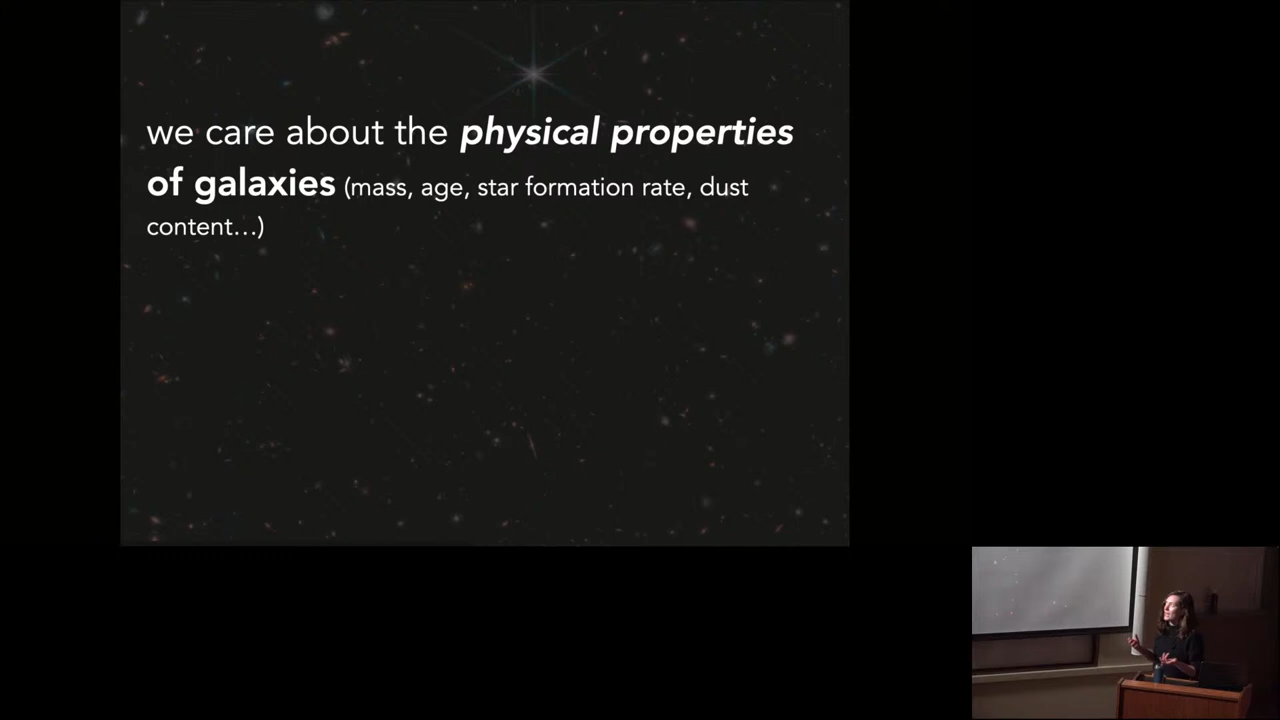 we care about the physical properties
of galaxies (mass, age, star formation rate, dust
content…)